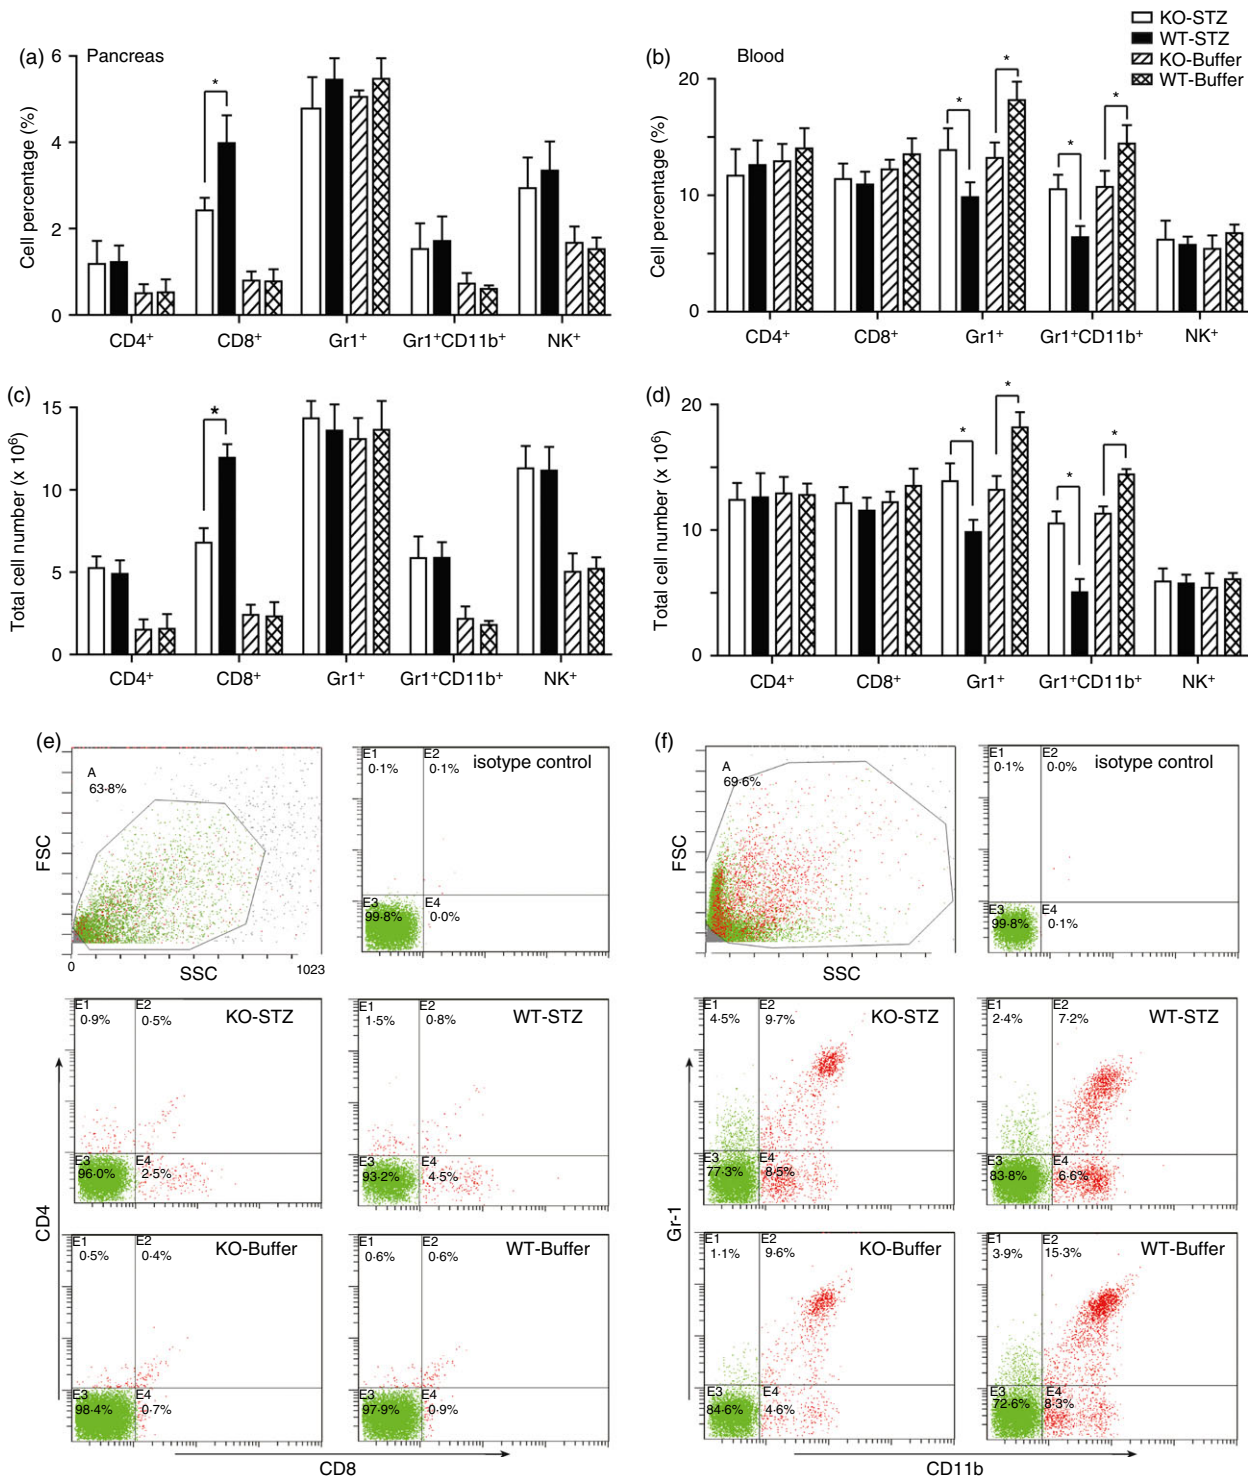 KO-STZ
WT-STZ
KO-Buffer
WT-Buffer
(a) Pancreas
Cell percentage (%)
6
4
2
0
*
CD4+ CD8+ Gr1+ Gr1+CD11b+ NK+
(b) Blood
Cell percentage (%)
20
10
0
* * * *
CD4+ CD8+ Gr1+ Gr1+CD11b+ NK+
(c)
Total cell number (x 10⁶)
15
10
5
0
*
CD4+ CD8+ Gr1+ Gr1+CD11b+ NK+
(d)
Total cell number (x 10⁶)
20
10
0
* * * *
CD4+ CD8+ Gr1+ Gr1+CD11b+ NK+
(e)
A
63·8%
FSC
0 SSC 1023
E1 E2
0·1% 0·1% isotype control
E3 E4
99·8% 0·0%
E1 E2
0·9% 0·5% KO-STZ
E3 E4
96·0% 2·5%
E1 E2
1·5% 0·8% WT-STZ
E3 E4
93·2% 4·5%
CD4
E1 E2
0·5% 0·4% KO-Buffer
E3 E4
98·4% 0·7%
E1 E2
0·6% 0·6% WT-Buffer
E3 E4
97·9% 0·9%
CD8
(f)
A
69·6%
FSC
SSC
E1 E2
0·1% 0·0% isotype control
E3 E4
99·8% 0·1%
E1 E2
4·5% 9·7% KO-STZ
E3 E4
77·3% 8·5%
E1 E2
2·4% 7·2% WT-STZ
E3 E4
83·8% 6·6%
Gr-1
E1 E2
1·1% 9·6% KO-Buffer
E3 E4
84·6% 4·6%
E1 E2
3·9% 15·3% WT-Buffer
E3 E4
72·6% 8·3%
CD11b